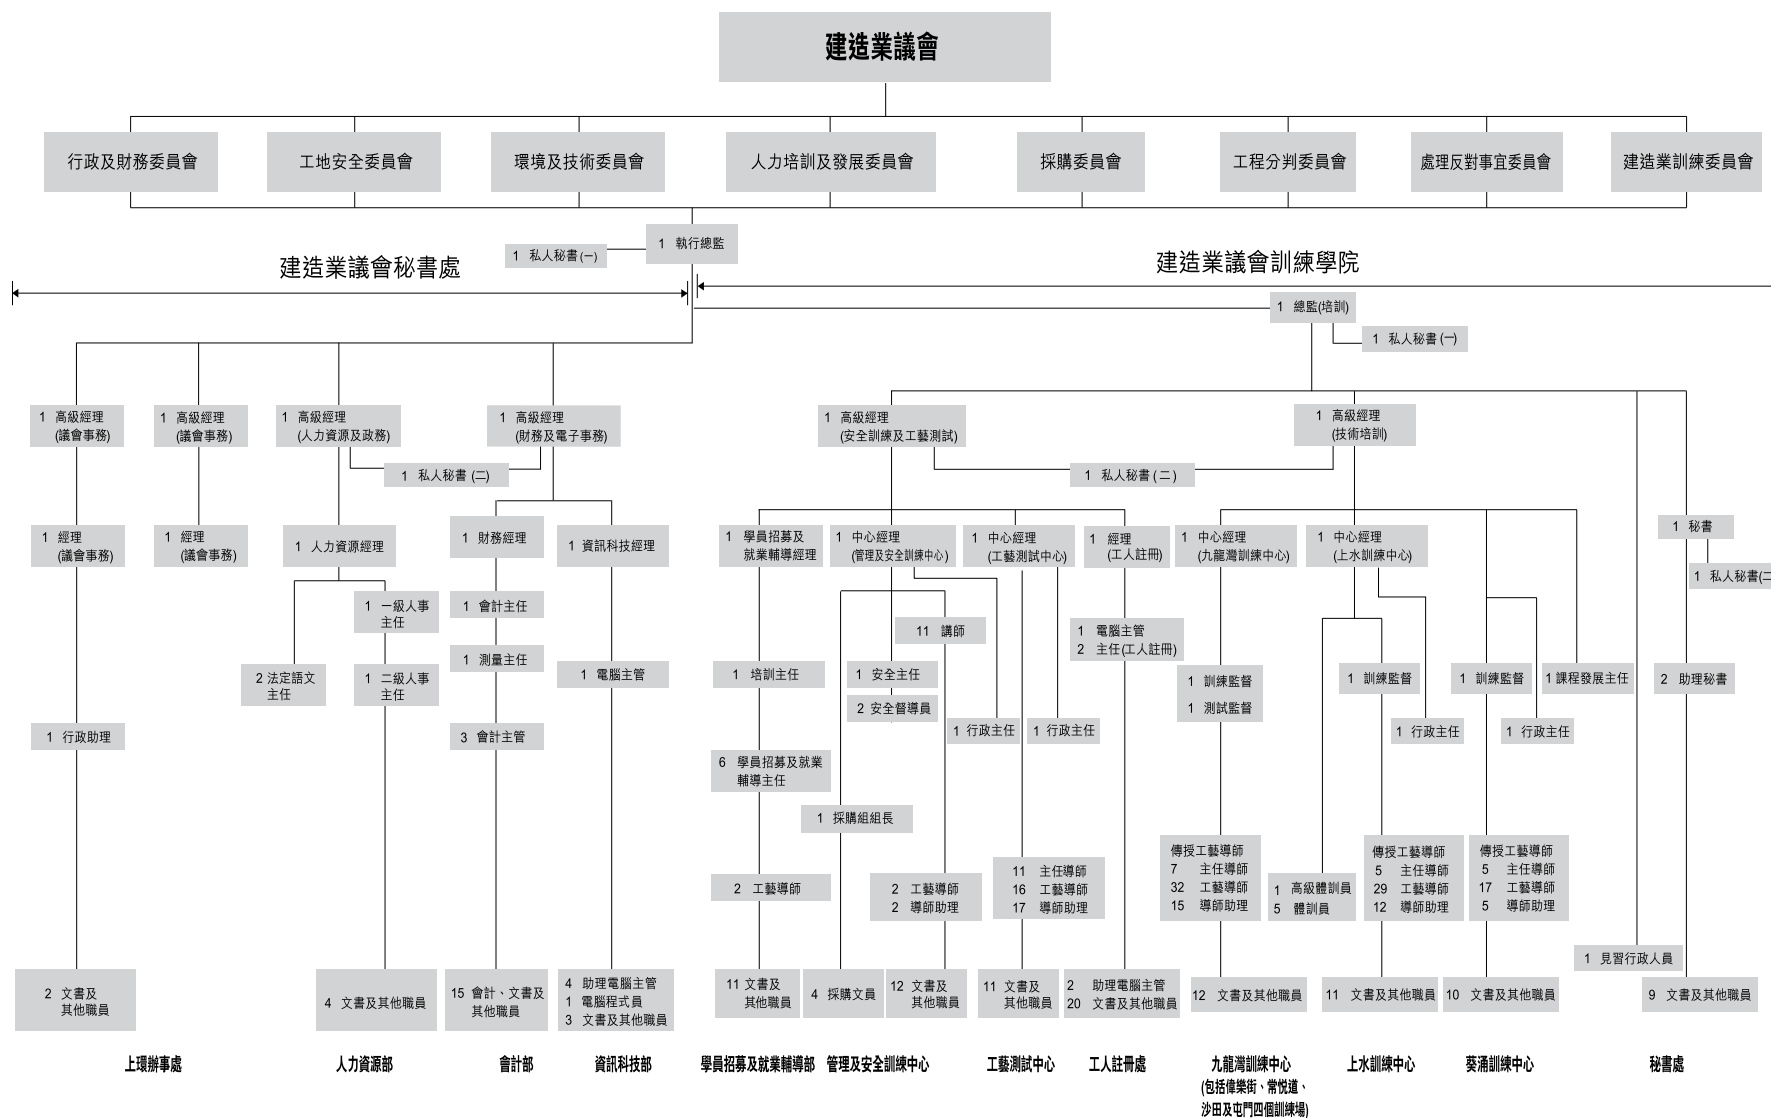 建造業議會
行政及財務委員會
工地安全委員會
環境及技術委員會
人力培訓及發展委員會
採購委員會
工程分判委員會
處理反對事宜委員會
建造業訓練委員會
1 執行總監
1 私人秘書(一)
建造業議會秘書處
建造業議會訓練學院
1 總監(培訓)
1 私人秘書(一)
1 高級經理
(議會事務)
1 高級經理
(議會事務)
1 高級經理
(人力資源及政務)
1 高級經理
(財務及電子事務)
1 私人秘書 (二)
1 高級經理
(安全訓練及工藝測試)
1 高級經理
(技術培訓)
1 私人秘書 (二)
1 經理
(議會事務)
1 經理
(議會事務)
1 人力資源經理
1 財務經理
1 資訊科技經理
1 學員招募及
就業輔導經理
1 中心經理
(管理及安全訓練中心)
1 中心經理
(工藝測試中心)
1 經理
(工人註冊)
1 中心經理
(九龍灣訓練中心)
1 中心經理
(上水訓練中心)
1 秘書
1 私人秘書(二
1 一級人事
主任
1 會計主任
11 講師
1 電腦主管
2 主任(工人註冊)
2 法定語文
主任
1 二級人事
主任
1 測量主任
1 電腦主管
1 培訓主任
1 安全主任
2 安全督導員
1 訓練監督
1 測試監督
1 訓練監督
1 訓練監督
1 課程發展主任
2 助理秘書
1 行政助理
3 會計主管
1 行政主任
1 行政主任
1 行政主任
1 行政主任
6 學員招募及就業
輔導主任
1 採購組組長
2 工藝導師
2 工藝導師
2 導師助理
11 主任導師
16 工藝導師
17 導師助理
傳授工藝導師
7 主任導師
32 工藝導師
15 導師助理
1 高級體訓員
5 體訓員
傳授工藝導師
5 主任導師
29 工藝導師
12 導師助理
傳授工藝導師
5 主任導師
17 工藝導師
5 導師助理
1 見習行政人員
2 文書及
其他職員
4 文書及其他職員
15 會計、文書及
其他職員
4 助理電腦主管
1 電腦程式員
3 文書及其他職員
11 文書及
其他職員
4 採購文員
12 文書及
其他職員
11 文書及
其他職員
2 助理電腦主管
20 文書及其他職員
12 文書及其他職員
11 文書及其他職員
10 文書及其他職員
9 文書及其他職員
上環辦事處
人力資源部
會計部
資訊科技部
學員招募及就業輔導部
管理及安全訓練中心
工藝測試中心
工人註冊處
九龍灣訓練中心
(包括偉樂街、常悅道、
沙田及屯門四個訓練場)
上水訓練中心
葵涌訓練中心
秘書處